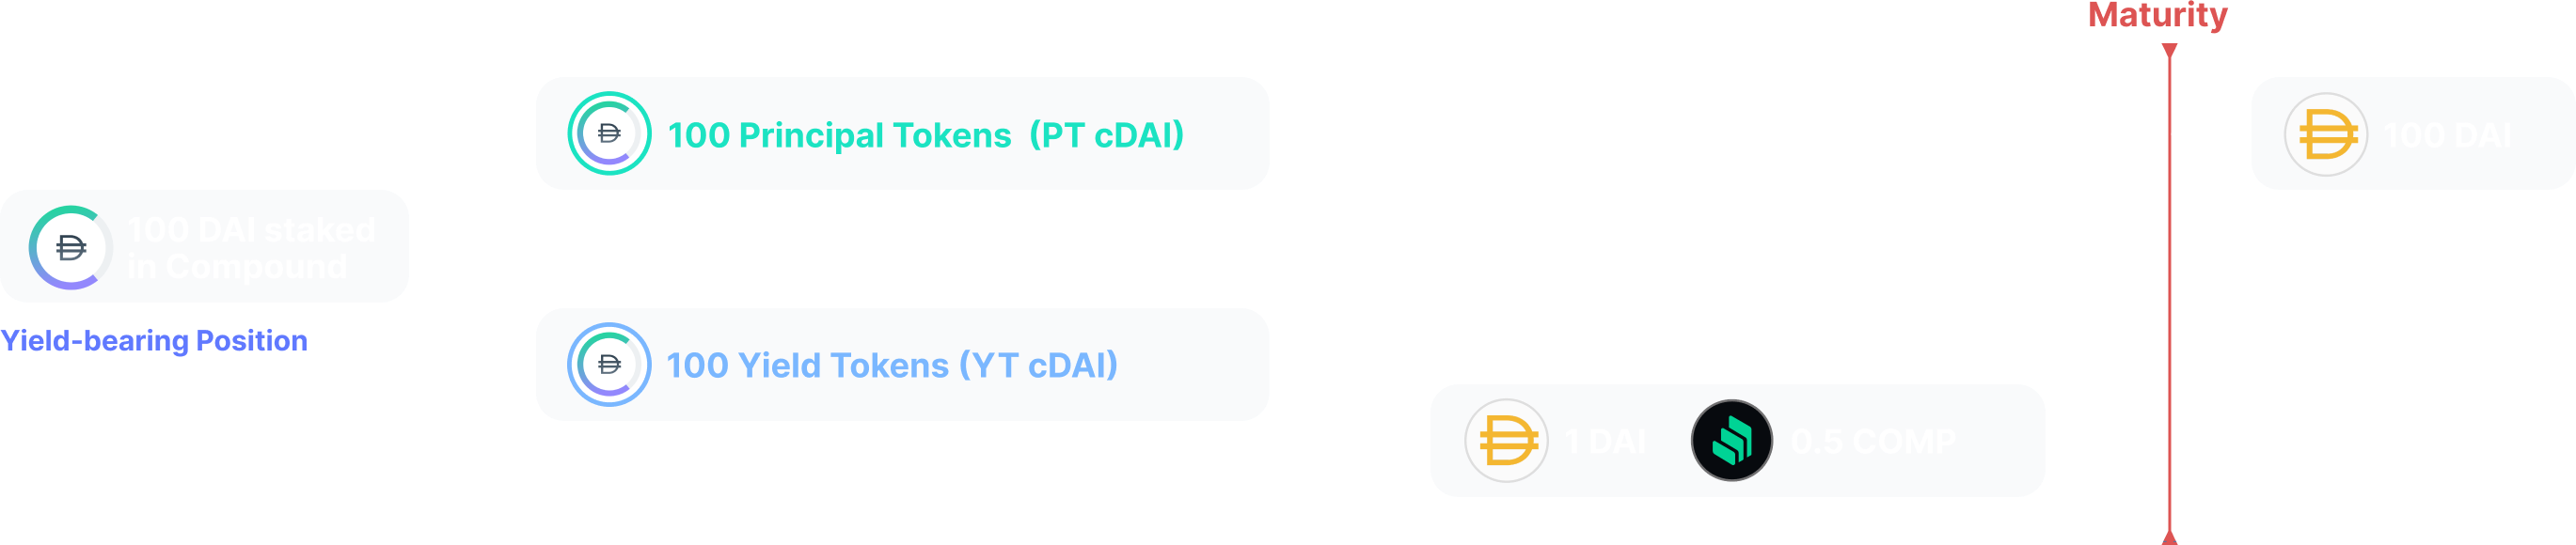 Maturity
100 Principal Tokens (PT cDAI)
100 DAI
100 DAI staked
in Compound
Yield-bearing Position
100 Yield Tokens (YT cDAI)
1 DAI
0.5 COMP